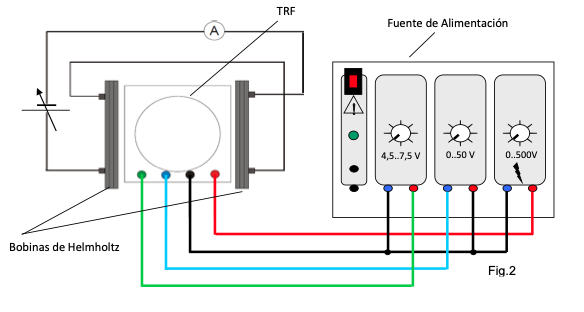 TRF
Fuente de Alimentación
A
!
4,5..7,5 V
0..50 V
0..500V
Bobinas de Helmholtz
Fig.2